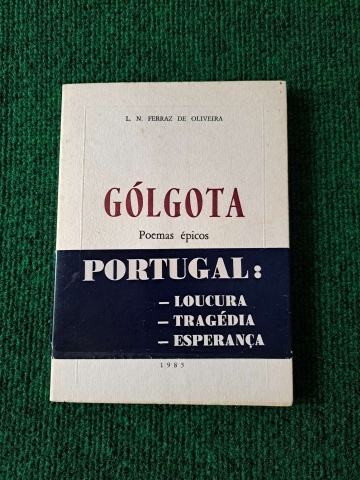 L. N. FERRAZ DE OLIVEIRA
GÓLGOTA
Poemas épicos
PORTUGAL:
– LOUCURA
– TRAGÉDIA
– ESPERANÇA
1985